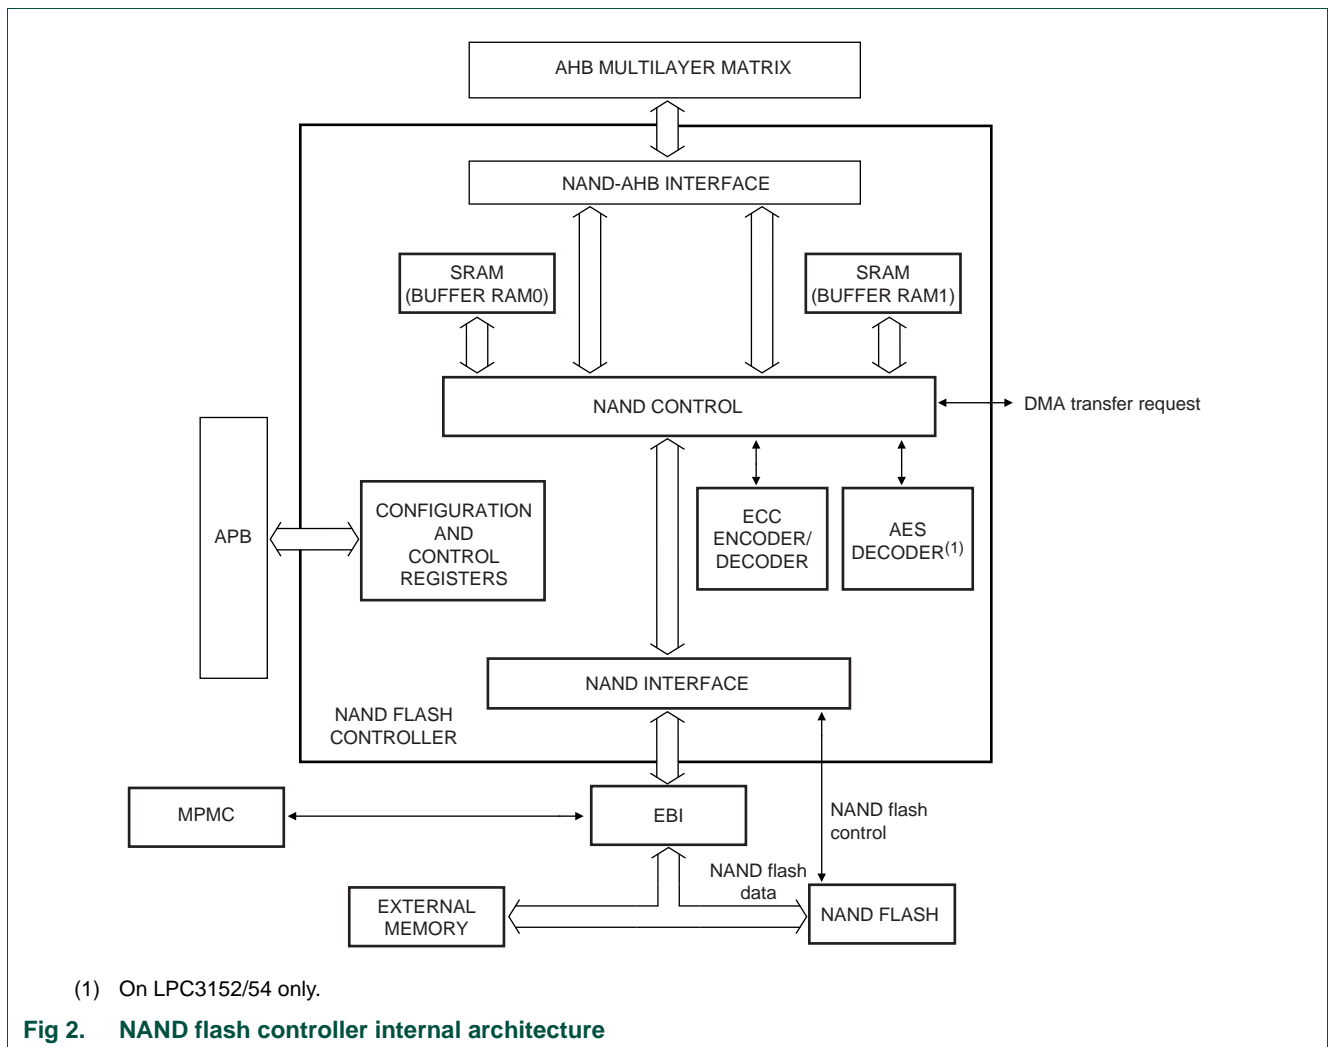 AHB MULTILAYER MATRIX
NAND-AHB INTERFACE
SRAM
(BUFFER RAM0)
SRAM
(BUFFER RAM1)
NAND CONTROL
DMA transfer request
APB
CONFIGURATION
AND
CONTROL
REGISTERS
ECC
ENCODER/
DECODER
AES
DECODER(1)
NAND INTERFACE
NAND FLASH
CONTROLLER
MPMC
EBI
NAND flash
control
NAND flash
data
EXTERNAL
MEMORY
NAND FLASH
(1) On LPC3152/54 only.
Fig 2. NAND flash controller internal architecture